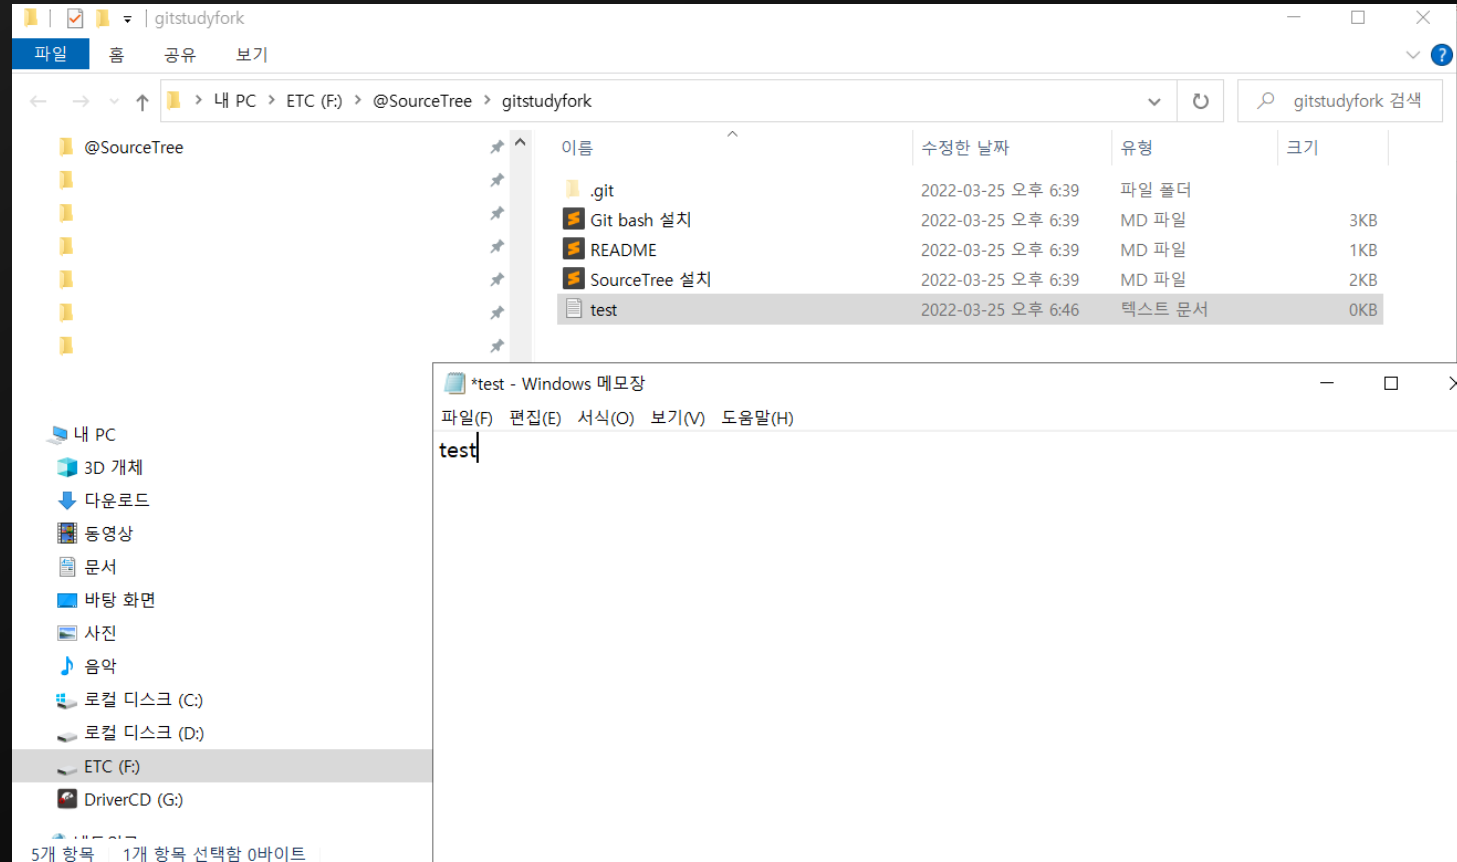 gitstudyfork
파일 홈 공유 보기
내 PC > ETC (F:) > @SourceTree > gitstudyfork
gitstudyfork 검색
@SourceTree
내 PC
3D 개체
다운로드
동영상
문서
바탕 화면
사진
음악
로컬 디스크 (C:)
로컬 디스크 (D:)
ETC (F:)
DriverCD (G:)
이름 수정한 날짜 유형 크기
.git 2022-03-25 오후 6:39 파일 폴더
Git bash 설치 2022-03-25 오후 6:39 MD 파일 3KB
README 2022-03-25 오후 6:39 MD 파일 1KB
SourceTree 설치 2022-03-25 오후 6:39 MD 파일 2KB
test 2022-03-25 오후 6:46 텍스트 문서 0KB
*test - Windows 메모장
파일(F) 편집(E) 서식(O) 보기(V) 도움말(H)
test
5개 항목 1개 항목 선택함 0바이트